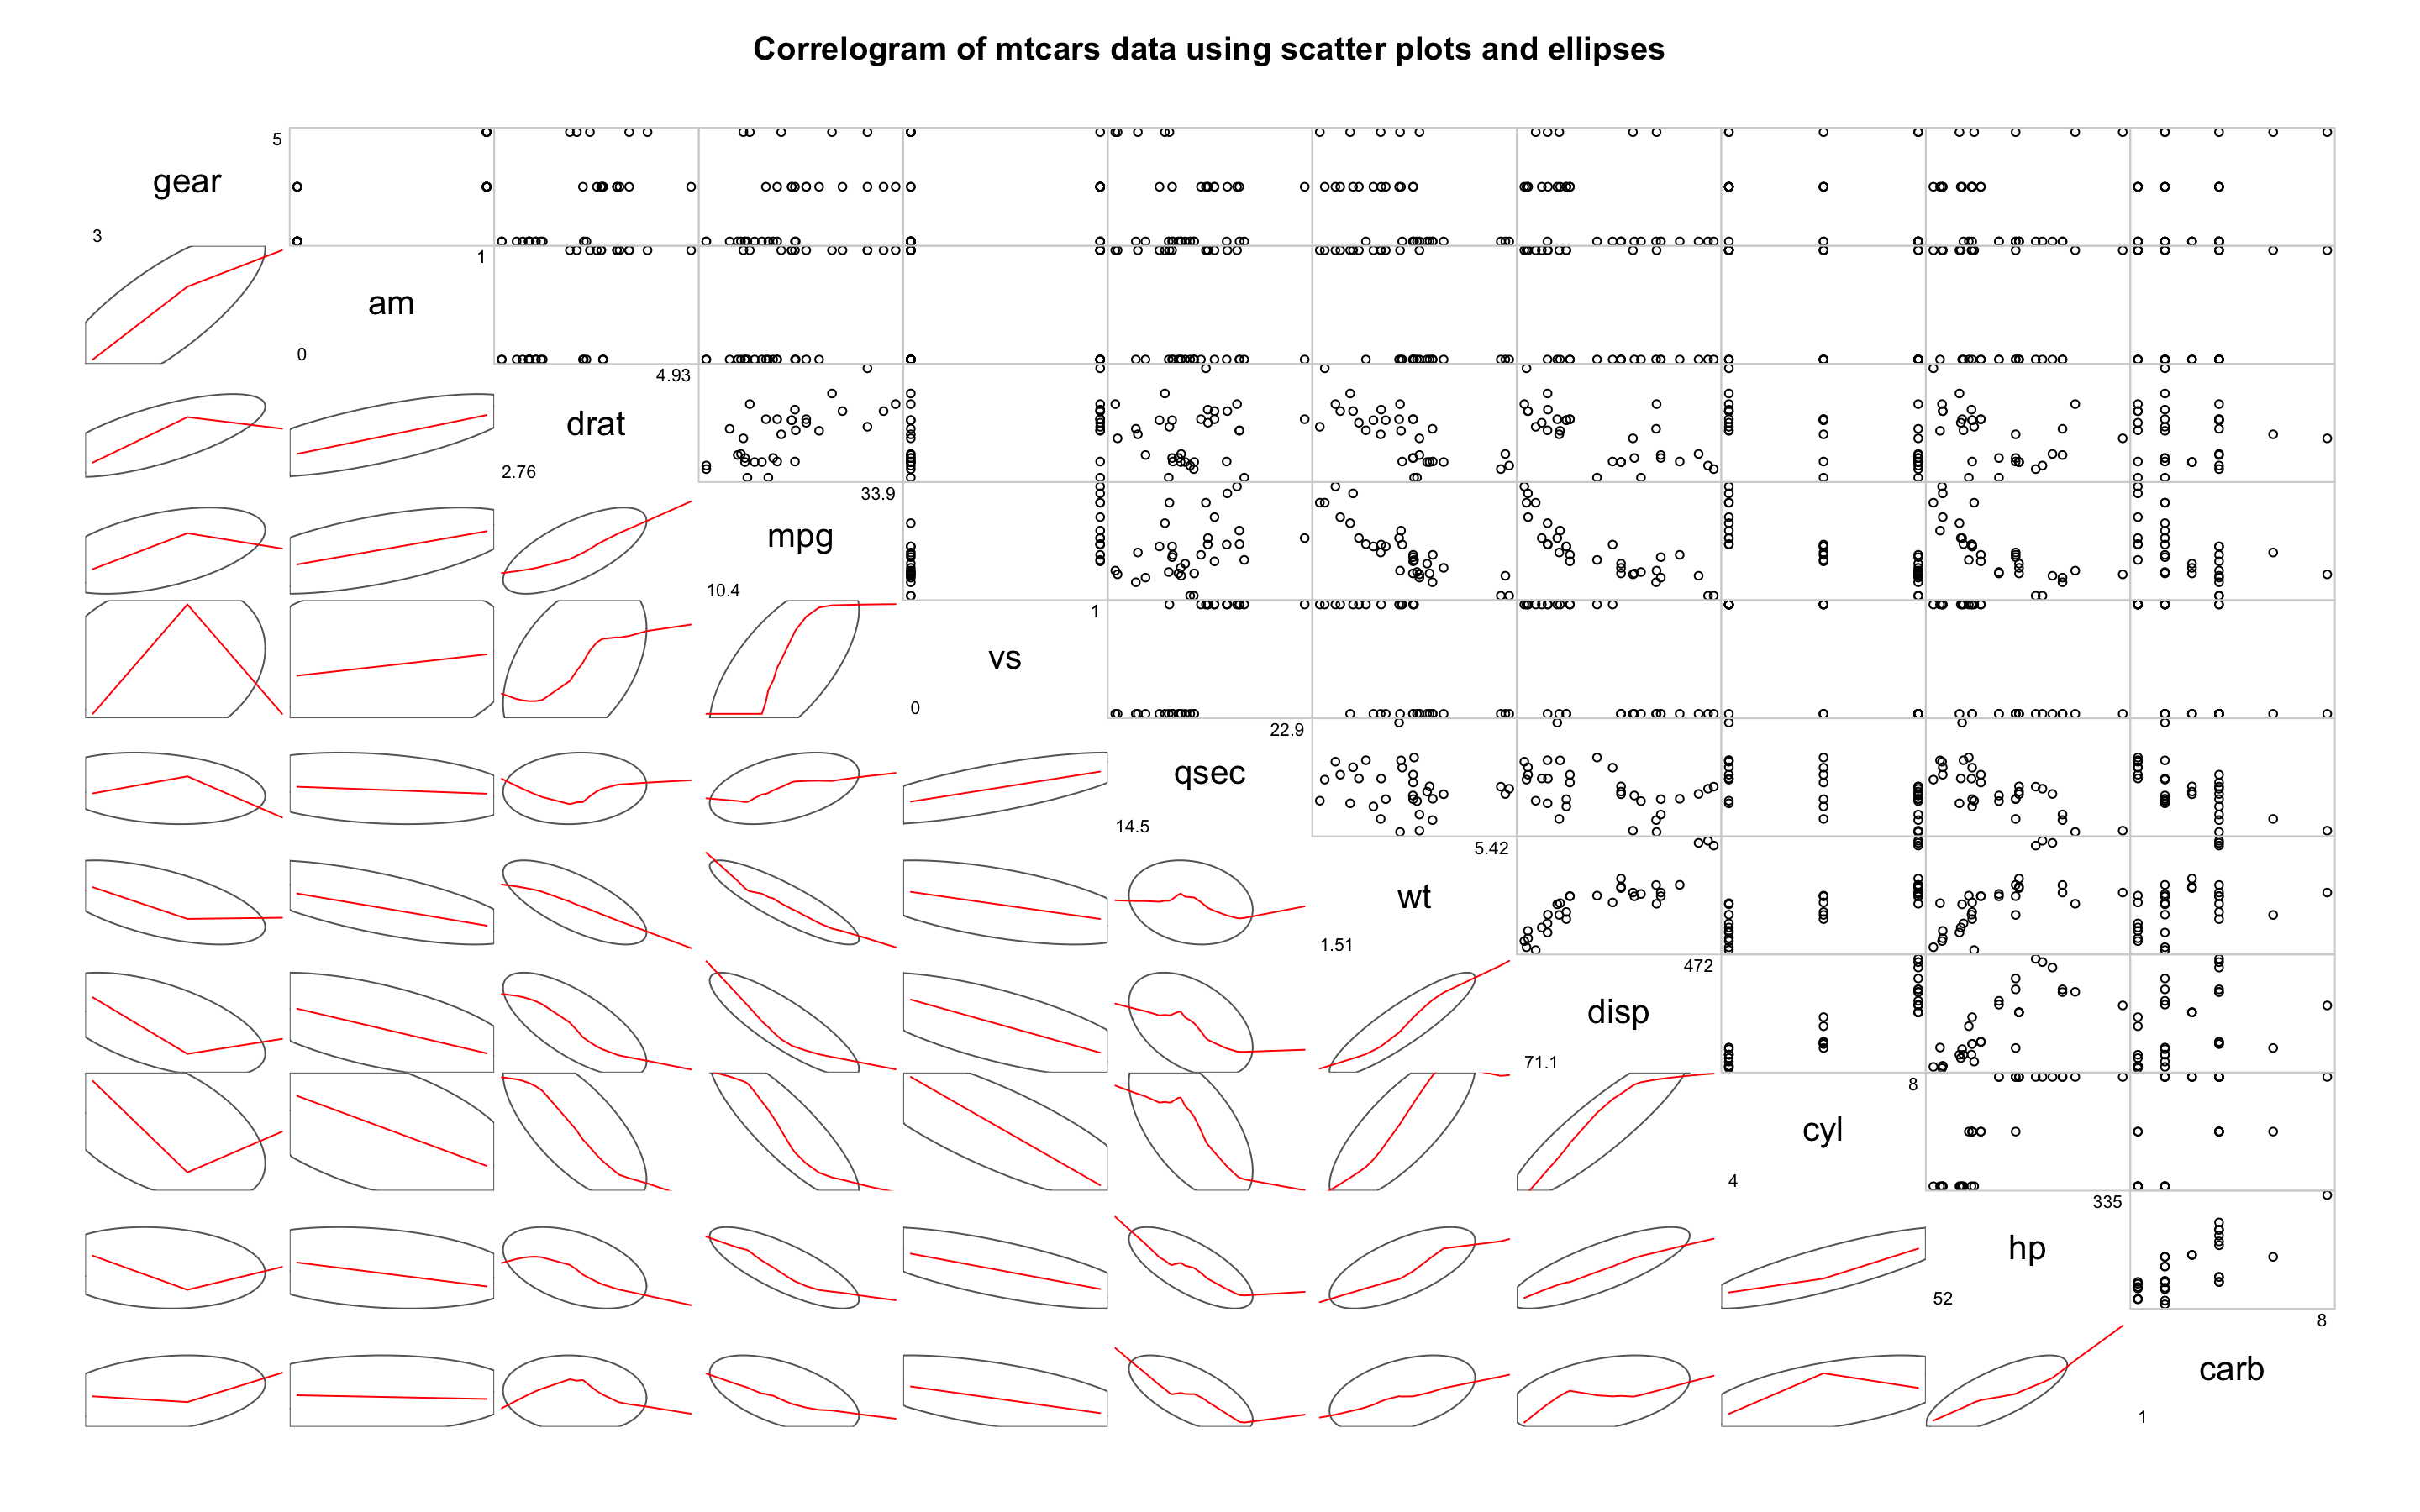 Correlogram of mtcars data using scatter plots and ellipses
5
gear
3
1
am
0
4.93
drat
2.76
33.9
mpg
10.4
1
vs
0
22.9
qsec
14.5
5.42
wt
1.51
472
disp
71.1
8
cyl
4
335
hp
52
8
carb
1